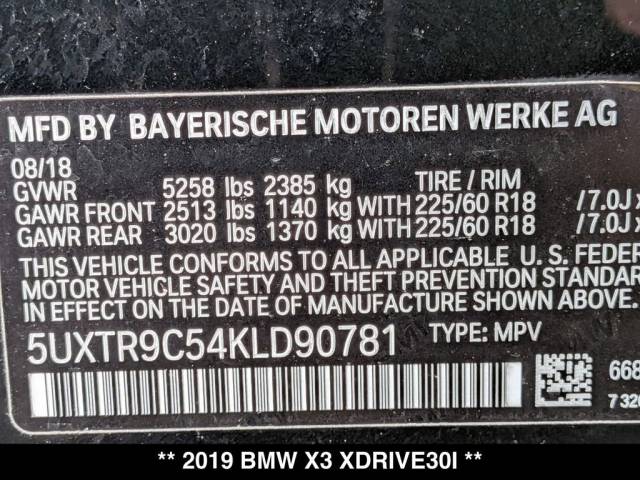 MFD BY BAYERISCHE MOTOREN WERKE AG
08/18
GVWR 5258 lbs 2385 kg TIRE / RIM
GAWR FRONT 2513 lbs 1140 kg WITH 225/60 R18 / 7.0J x
GAWR REAR 3020 lbs 1370 kg WITH 225/60 R18 / 7.0J x
THIS VEHICLE CONFORMS TO ALL APPLICABLE U. S. FEDER
MOTOR VEHICLE SAFETY AND THEFT PREVENTION STANDAR
IN EFFECT ON THE DATE OF MANUFACTURE SHOWN ABOVE.
5UXTR9C54KLD90781 TYPE: MPV
668
7 320
** 2019 BMW X3 XDRIVE30I **